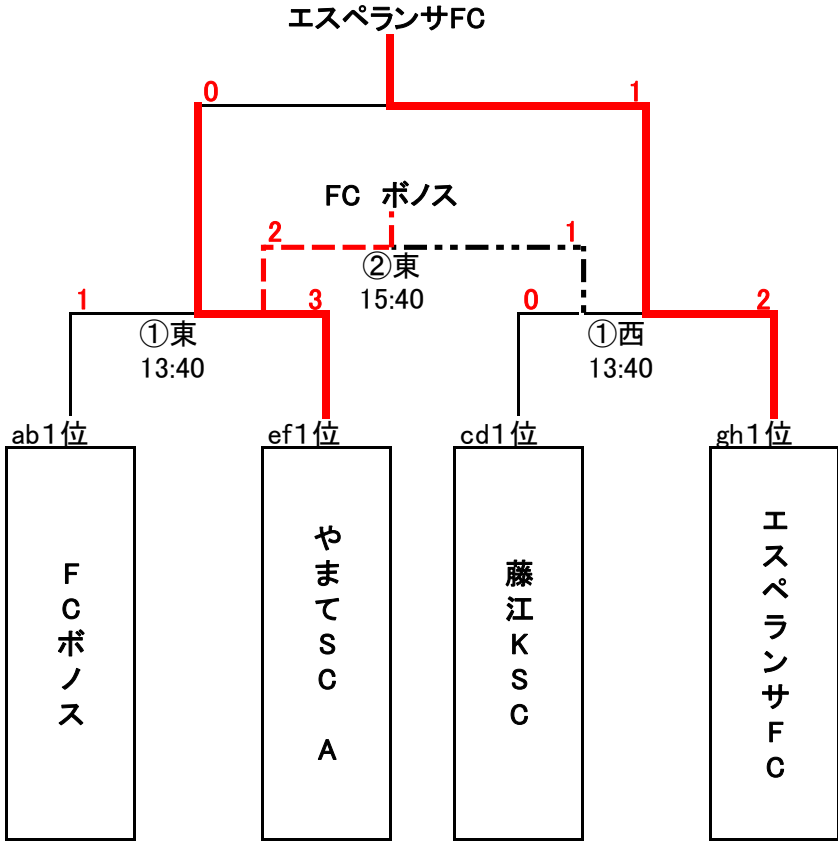 エスペランサFC
0
1
FC ボノス
2
1
②東
15:40
1
3
0
2
①東
13:40
①西
13:40
ab1位
ef1位
cd1位
gh1位
FCボノス
やまてSC A
藤江KSC
エスペランサFC